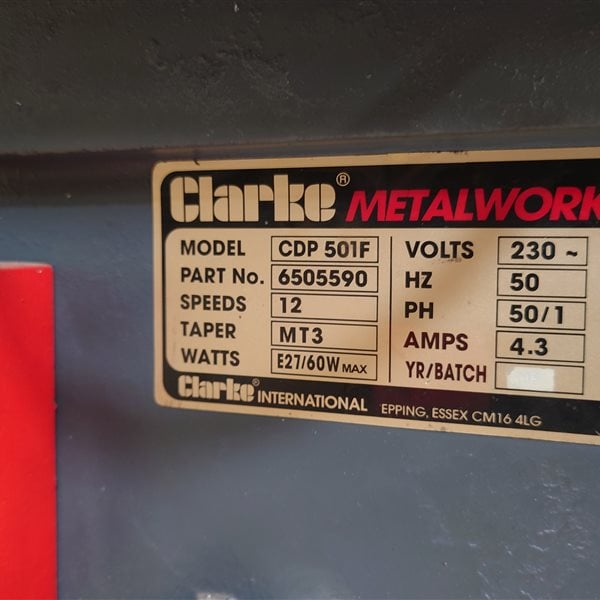 Clarke® METALWORK
MODEL CDP 501F
PART No. 6505590
SPEEDS 12
TAPER MT3
WATTS E27/60W MAX
VOLTS 230 ~
HZ 50
PH 50/1
AMPS 4.3
YR/BATCH
Clarke® INTERNATIONAL EPPING, ESSEX CM16 4LG